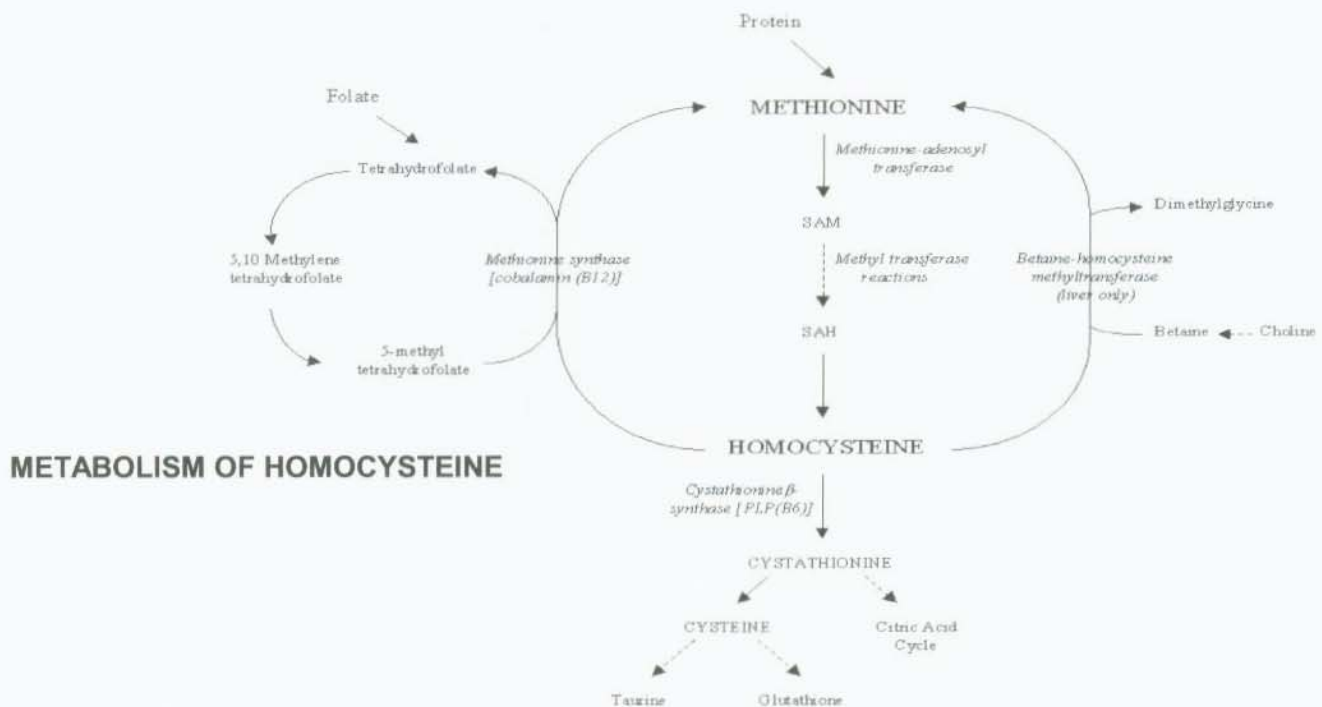 Protein
Folate
METHIONINE
Tetrahydrofolate
Methionine-adenosyl
transferase
SAM
Dimethylglycine
5,10 Methylene
tetrahydrofolate
Methionine synthase
[cobalamin (B12)]
Methyl transferase
reactions
Betaine-homocysteine
methyltransferase
(liver only)
SAH
Betaine
Choline
5-methyl
tetrahydrofolate
HOMOCYSTEINE
METABOLISM OF HOMOCYSTEINE
Cystathionine β-
synthase [PLP(B6)]
CYSTATHIONINE
CYSTEINE
Citric Acid
Cycle
Taurine
Glutathione